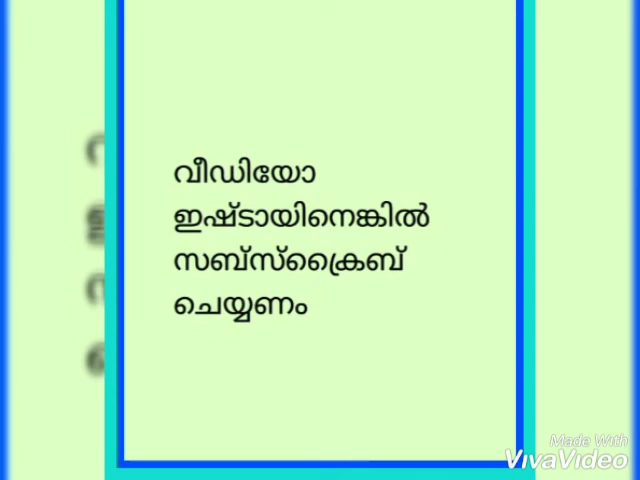 വീഡിയോ
ഇഷ്ടായിനെങ്കിൽ
സബ്സ്ക്രൈബ്
ചെയ്യണം
Made With
VivaVideo